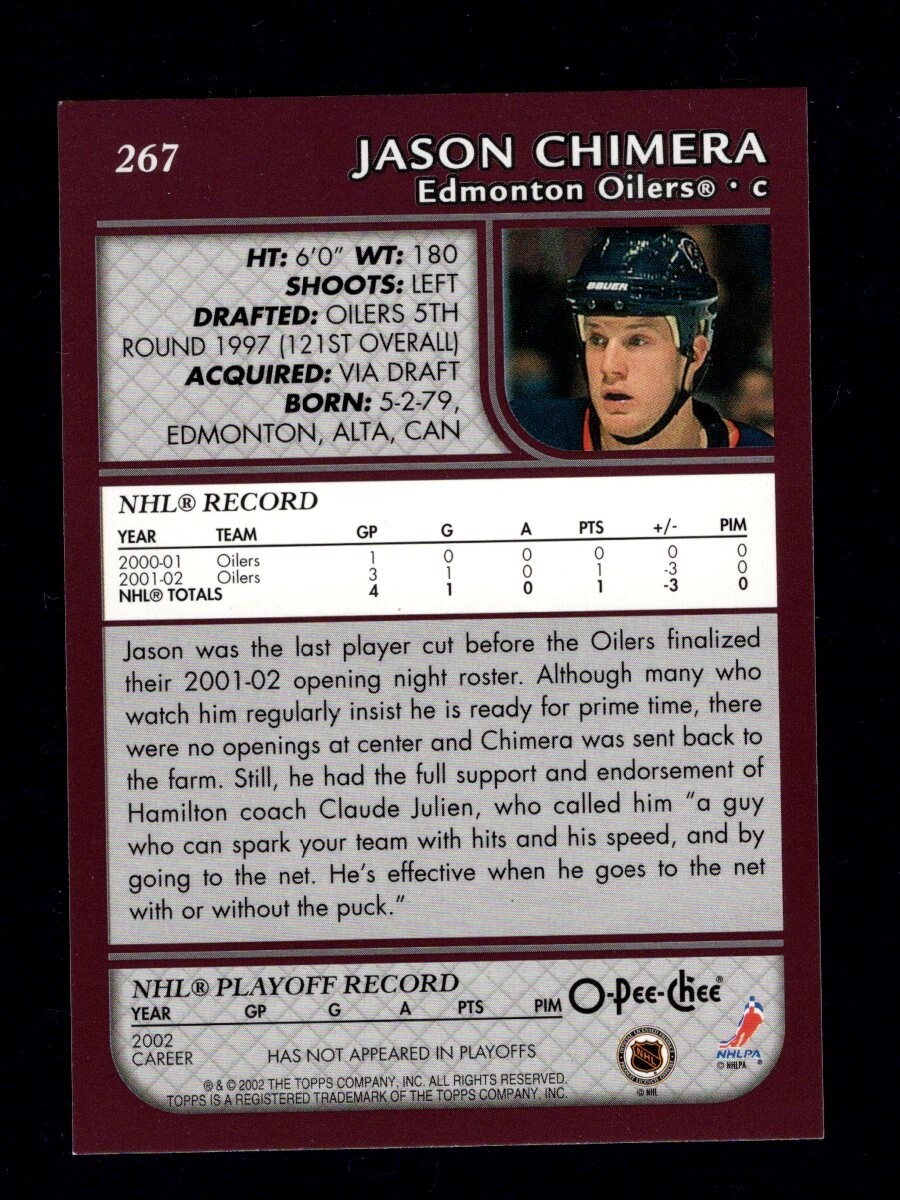 267
JASON CHIMERA
Edmonton Oilers® · C
HT: 6'0" WT: 180
SHOOTS: LEFT
DRAFTED: OILERS 5TH
ROUND 1997 (121ST OVERALL)
ACQUIRED: VIA DRAFT
BORN: 5-2-79,
EDMONTON, ALTA, CAN
BAUER
NHL® RECORD
YEAR TEAM GP G A PTS +/- PIM
2000-01 Oilers 1 0 0 0 0 0
2001-02 Oilers 3 1 0 1 -3 0
NHL® TOTALS 4 1 0 1 -3 0
Jason was the last player cut before the Oilers finalized
their 2001-02 opening night roster. Although many who
watch him regularly insist he is ready for prime time, there
were no openings at center and Chimera was sent back to
the farm. Still, he had the full support and endorsement of
Hamilton coach Claude Julien, who called him "a guy
who can spark your team with hits and his speed, and by
going to the net. He's effective when he goes to the net
with or without the puck."
NHL® PLAYOFF RECORD
YEAR GP G A PTS PIM
2002
CAREER HAS NOT APPEARED IN PLAYOFFS
O-Pee-Chee®
NHL
© NHL
NHLPA®
© NHLPA
® & © 2002 THE TOPPS COMPANY, INC. ALL RIGHTS RESERVED.
TOPPS IS A REGISTERED TRADEMARK OF THE TOPPS COMPANY, INC.